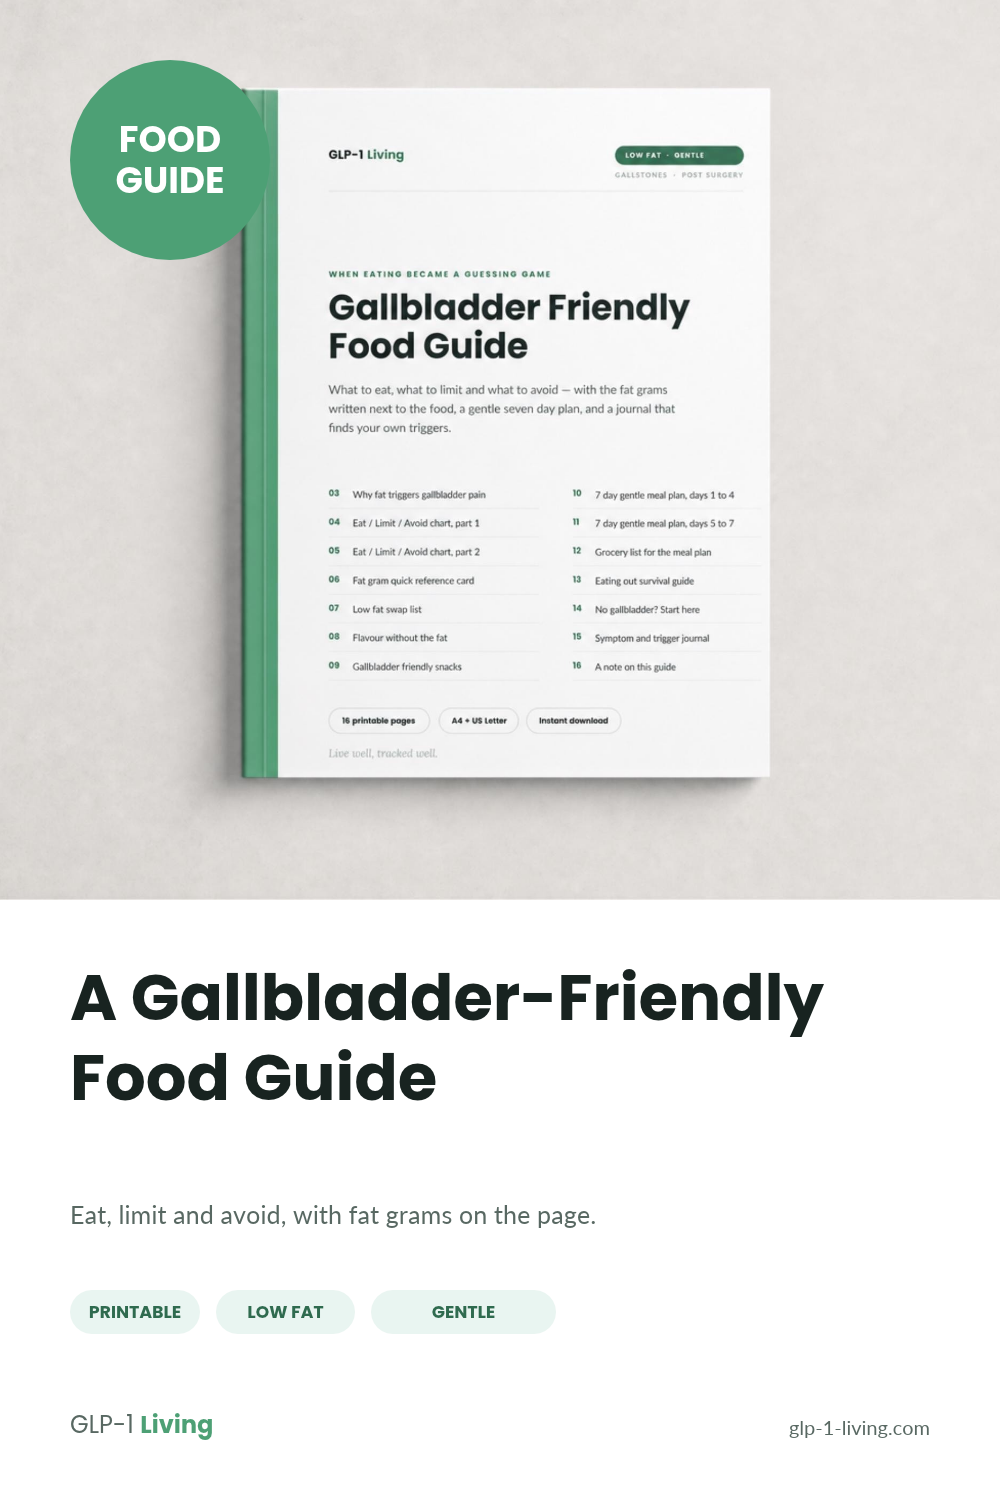 FOOD
GUIDE
GLP-1 Living
LOW FAT · GENTLE
GALLSTONES · POST SURGERY
WHEN EATING BECAME A GUESSING GAME
Gallbladder Friendly
Food Guide
What to eat, what to limit and what to avoid — with the fat grams
written next to the food, a gentle seven day plan, and a journal that
finds your own triggers.
03 Why fat triggers gallbladder pain
04 Eat / Limit / Avoid chart, part 1
05 Eat / Limit / Avoid chart, part 2
06 Fat gram quick reference card
07 Low fat swap list
08 Flavour without the fat
09 Gallbladder friendly snacks
10 7 day gentle meal plan, days 1 to 4
11 7 day gentle meal plan, days 5 to 7
12 Grocery list for the meal plan
13 Eating out survival guide
14 No gallbladder? Start here
15 Symptom and trigger journal
16 A note on this guide
16 printable pages
A4 + US Letter
Instant download
Live well, tracked well.
A Gallbladder-Friendly
Food Guide
Eat, limit and avoid, with fat grams on the page.
PRINTABLE
LOW FAT
GENTLE
GLP-1 Living
glp-1-living.com